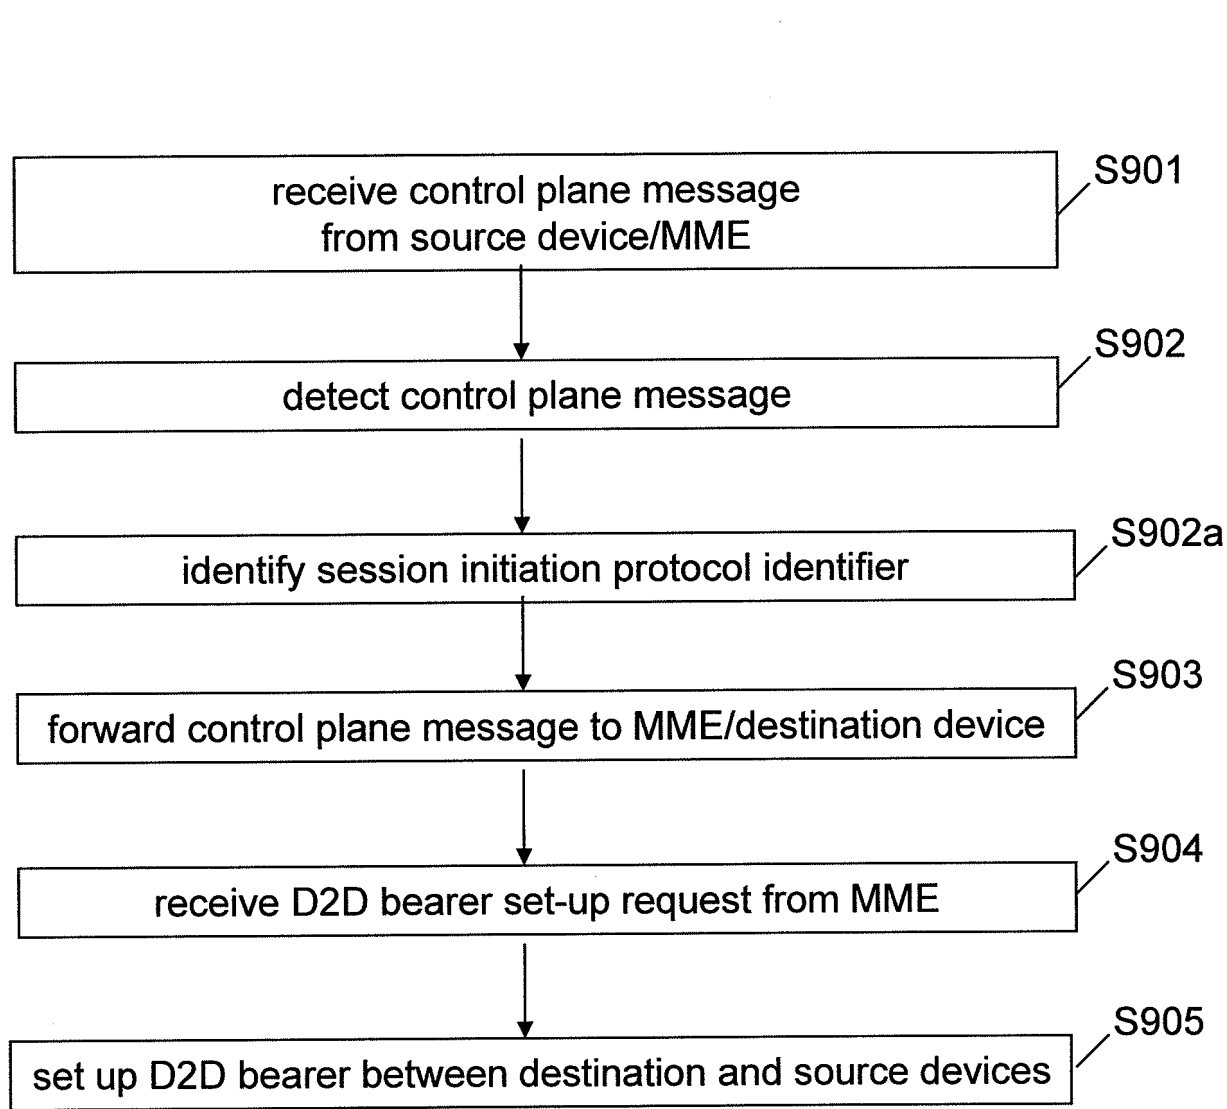 S901
receive control plane message
from source device/MME
S902
detect control plane message
S902a
identify session initiation protocol identifier
S903
forward control plane message to MME/destination device
S904
receive D2D bearer set-up request from MME
S905
set up D2D bearer between destination and source devices